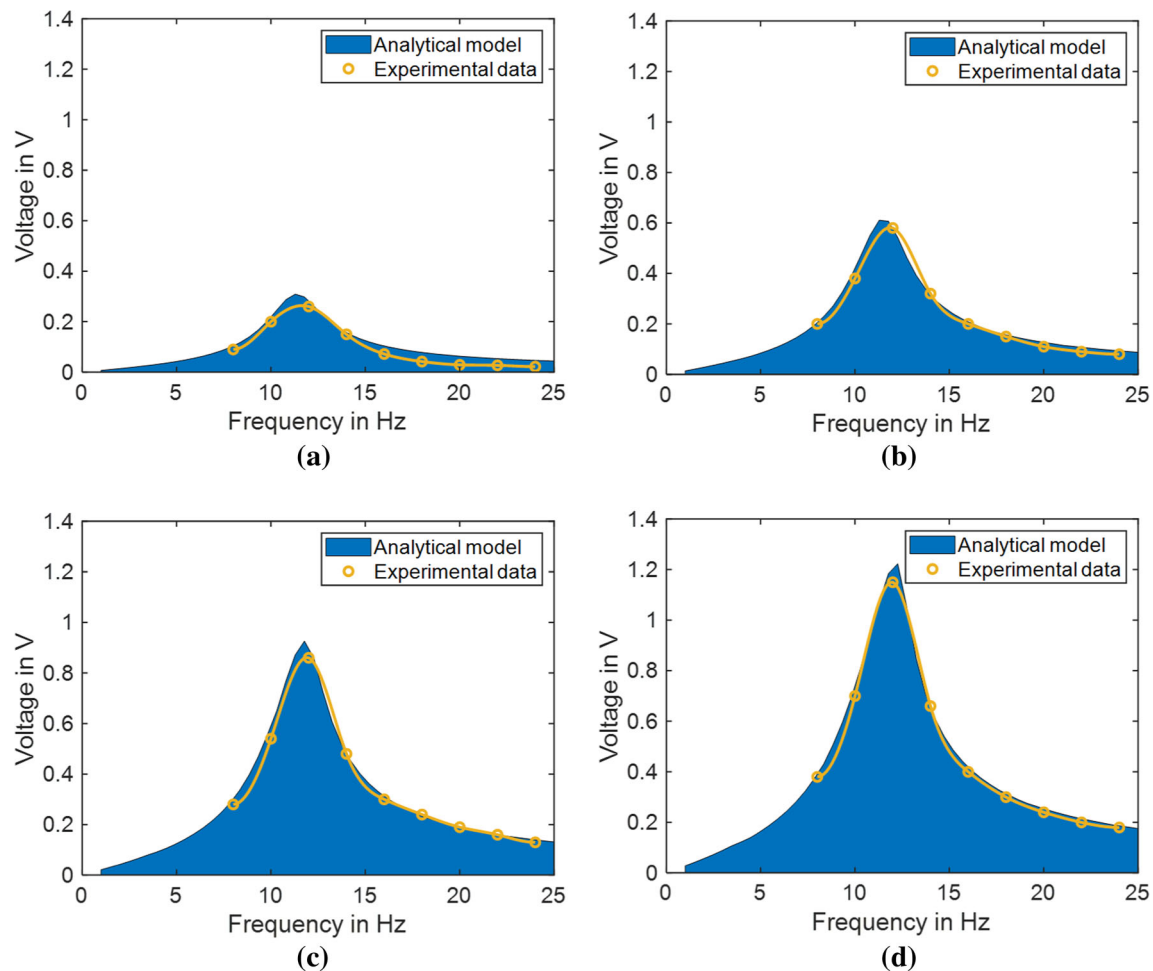 1.4
1.2
1
0.8
0.6
0.4
0.2
0
Voltage in V
Analytical model
Experimental data
0 5 10 15 20 25
Frequency in Hz
(a)
1.4
1.2
1
0.8
0.6
0.4
0.2
0
Voltage in V
Analytical model
Experimental data
0 5 10 15 20 25
Frequency in Hz
(b)
1.4
1.2
1
0.8
0.6
0.4
0.2
0
Voltage in V
Analytical model
Experimental data
0 5 10 15 20 25
Frequency in Hz
(c)
1.4
1.2
1
0.8
0.6
0.4
0.2
0
Voltage in V
Analytical model
Experimental data
0 5 10 15 20 25
Frequency in Hz
(d)